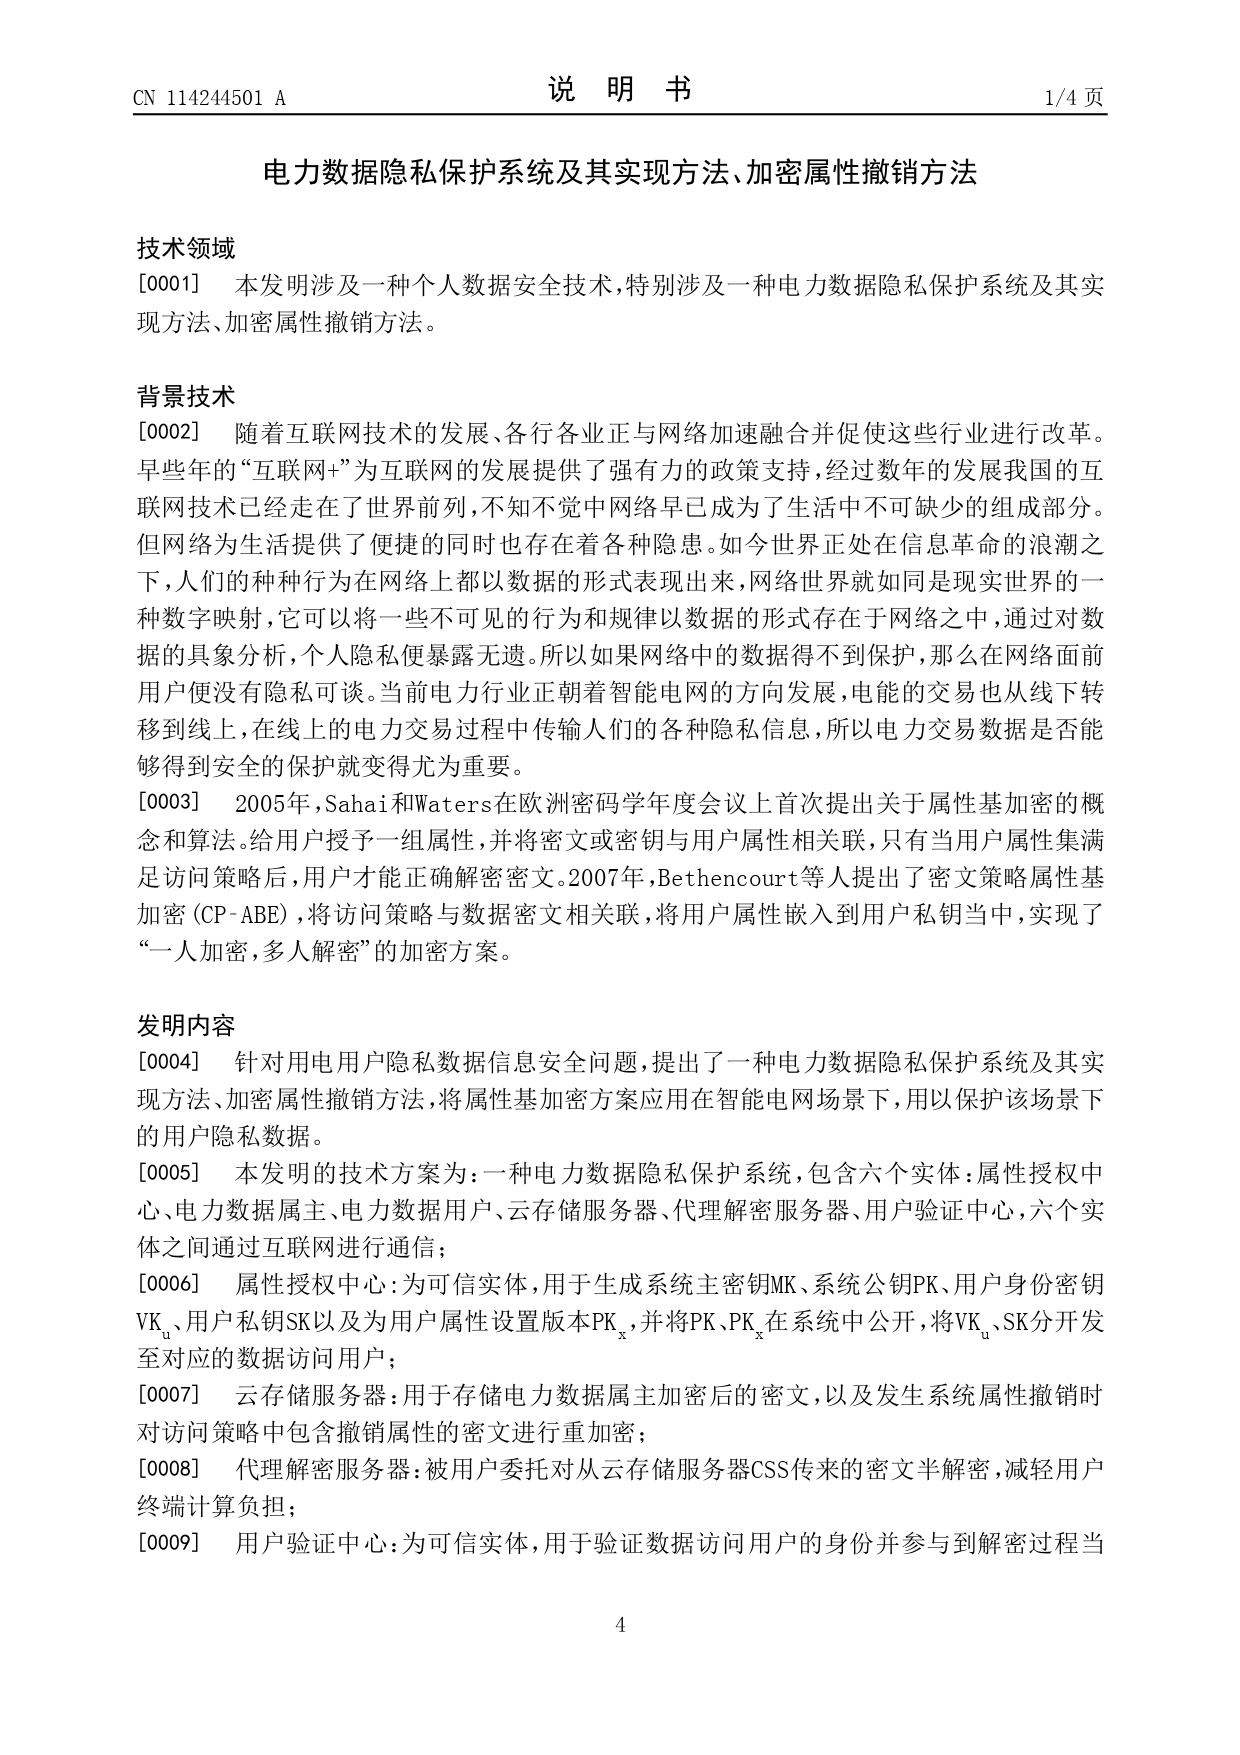 CN 114244501 A
说 明 书
1/4 页
电力数据隐私保护系统及其实现方法、加密属性撤销方法
技术领域
[0001] 本发明涉及一种个人数据安全技术,特别涉及一种电力数据隐私保护系统及其实
现方法、加密属性撤销方法。
背景技术
[0002] 随着互联网技术的发展、各行各业正与网络加速融合并促使这些行业进行改革。
早些年的“互联网+”为互联网的发展提供了强有力的政策支持,经过数年的发展我国的互
联网技术已经走在了世界前列,不知不觉中网络早已成为了生活中不可缺少的组成部分。
但网络为生活提供了便捷的同时也存在着各种隐患。如今世界正处在信息革命的浪潮之
下,人们的种种行为在网络上都以数据的形式表现出来,网络世界就如同是现实世界的一
种数字映射,它可以将一些不可见的行为和规律以数据的形式存在于网络之中,通过对数
据的具象分析,个人隐私便暴露无遗。所以如果网络中的数据得不到保护,那么在网络面前
用户便没有隐私可谈。当前电力行业正朝着智能电网的方向发展,电能的交易也从线下转
移到线上,在线上的电力交易过程中传输人们的各种隐私信息,所以电力交易数据是否能
够得到安全的保护就变得尤为重要。
[0003] 2005年,Sahai和Waters在欧洲密码学年度会议上首次提出关于属性基加密的概
念和算法。给用户授予一组属性,并将密文或密钥与用户属性相关联,只有当用户属性集满
足访问策略后,用户才能正确解密密文。2007年,Bethencourt等人提出了密文策略属性基
加密(CP-ABE),将访问策略与数据密文相关联,将用户属性嵌入到用户私钥当中,实现了
“一人加密,多人解密”的加密方案。
发明内容
[0004] 针对用电用户隐私数据信息安全问题,提出了一种电力数据隐私保护系统及其实
现方法、加密属性撤销方法,将属性基加密方案应用在智能电网场景下,用以保护该场景下
的用户隐私数据。
[0005] 本发明的技术方案为:一种电力数据隐私保护系统,包含六个实体:属性授权中
心、电力数据属主、电力数据用户、云存储服务器、代理解密服务器、用户验证中心,六个实
体之间通过互联网进行通信;
[0006] 属性授权中心:为可信实体,用于生成系统主密钥MK、系统公钥PK、用户身份密钥
VKu、用户私钥SK以及为用户属性设置版本PKx,并将PK、PKx在系统中公开,将VKu、SK分开发
至对应的数据访问用户;
[0007] 云存储服务器:用于存储电力数据属主加密后的密文,以及发生系统属性撤销时
对访问策略中包含撤销属性的密文进行重加密;
[0008] 代理解密服务器:被用户委托对从云存储服务器CSS传来的密文半解密,减轻用户
终端计算负担;
[0009] 用户验证中心:为可信实体,用于验证数据访问用户的身份并参与到解密过程当
4